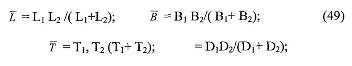 L̅ = L₁ L₂ /( L₁+L₂); B̅ = B₁ B₂/( B₁+ B₂); (49)
T̅ = T₁, T₂ (T₁+ T₂); = D₁D₂/(D₁+ D₂);